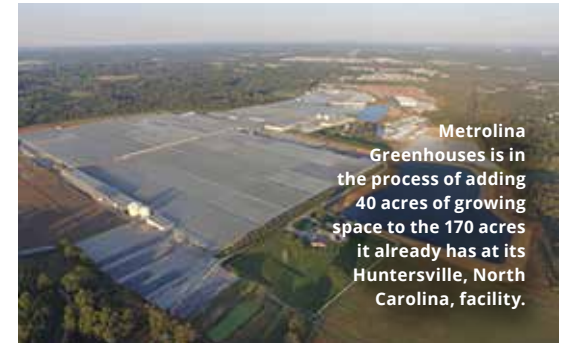 Metrolina
Greenhouses is in
the process of adding
40 acres of growing
space to the 170 acres
it already has at its
Huntersville, North
Carolina, facility.